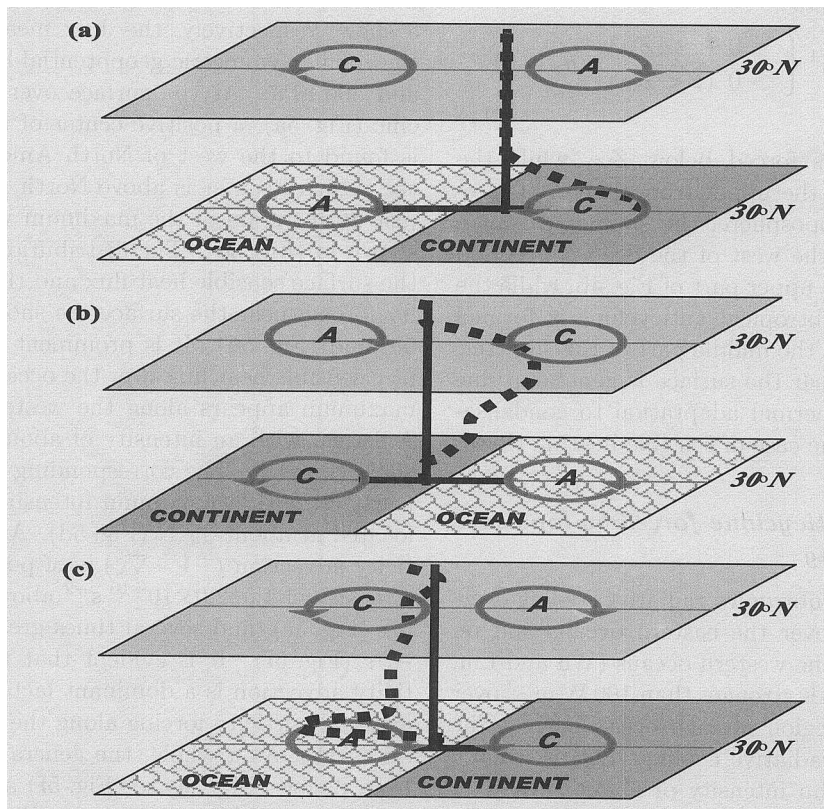 (a)
C A 30°N
A C 30°N
OCEAN CONTINENT
(b)
A C 30°N
C A 30°N
CONTINENT OCEAN
(c)
C A 30°N
A C 30°N
OCEAN CONTINENT